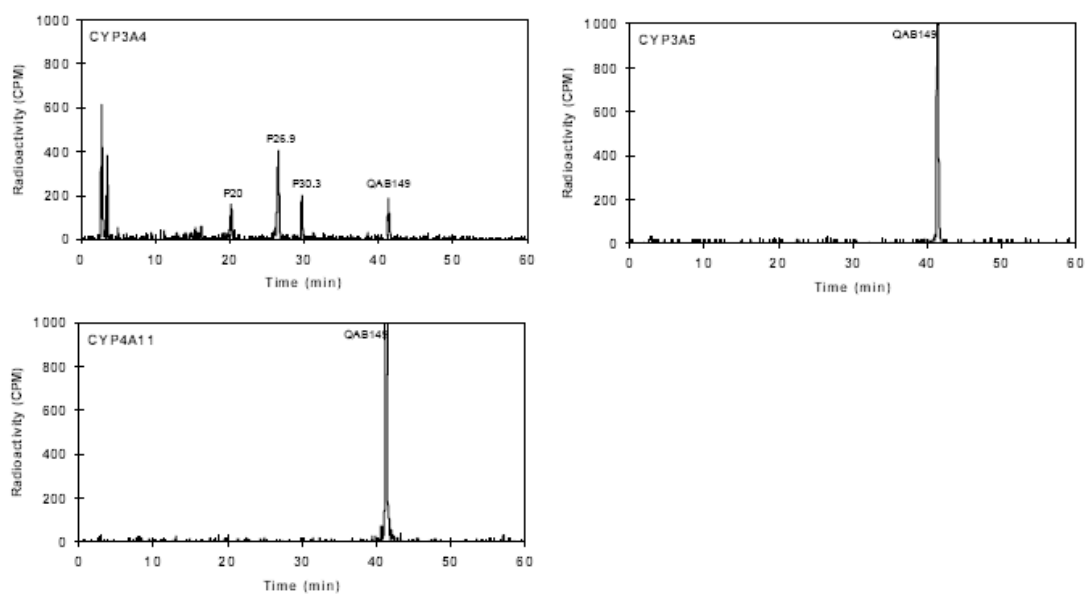 CYP3A4
Radioactivity (CPM)
1000
800
600
400
200
0
P20
P26.9
P30.3
QAB149
0 10 20 30 40 50 60
Time (min)
CYP3A5
Radioactivity (CPM)
1000
800
600
400
200
0
QAB149
0 10 20 30 40 50 60
Time (min)
CYP4A11
Radioactivity (CPM)
1000
800
600
400
200
0
QAB149
0 10 20 30 40 50 60
Time (min)